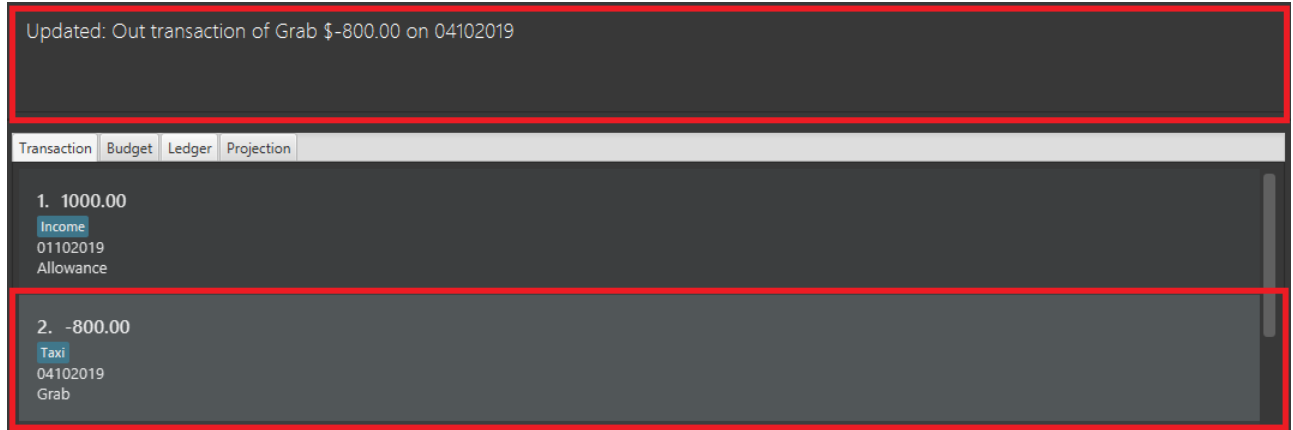 Updated: Out transaction of Grab $-800.00 on 04102019
Transaction Budget Ledger Projection
1. 1000.00
Income
01102019
Allowance
2. -800.00
Taxi
04102019
Grab